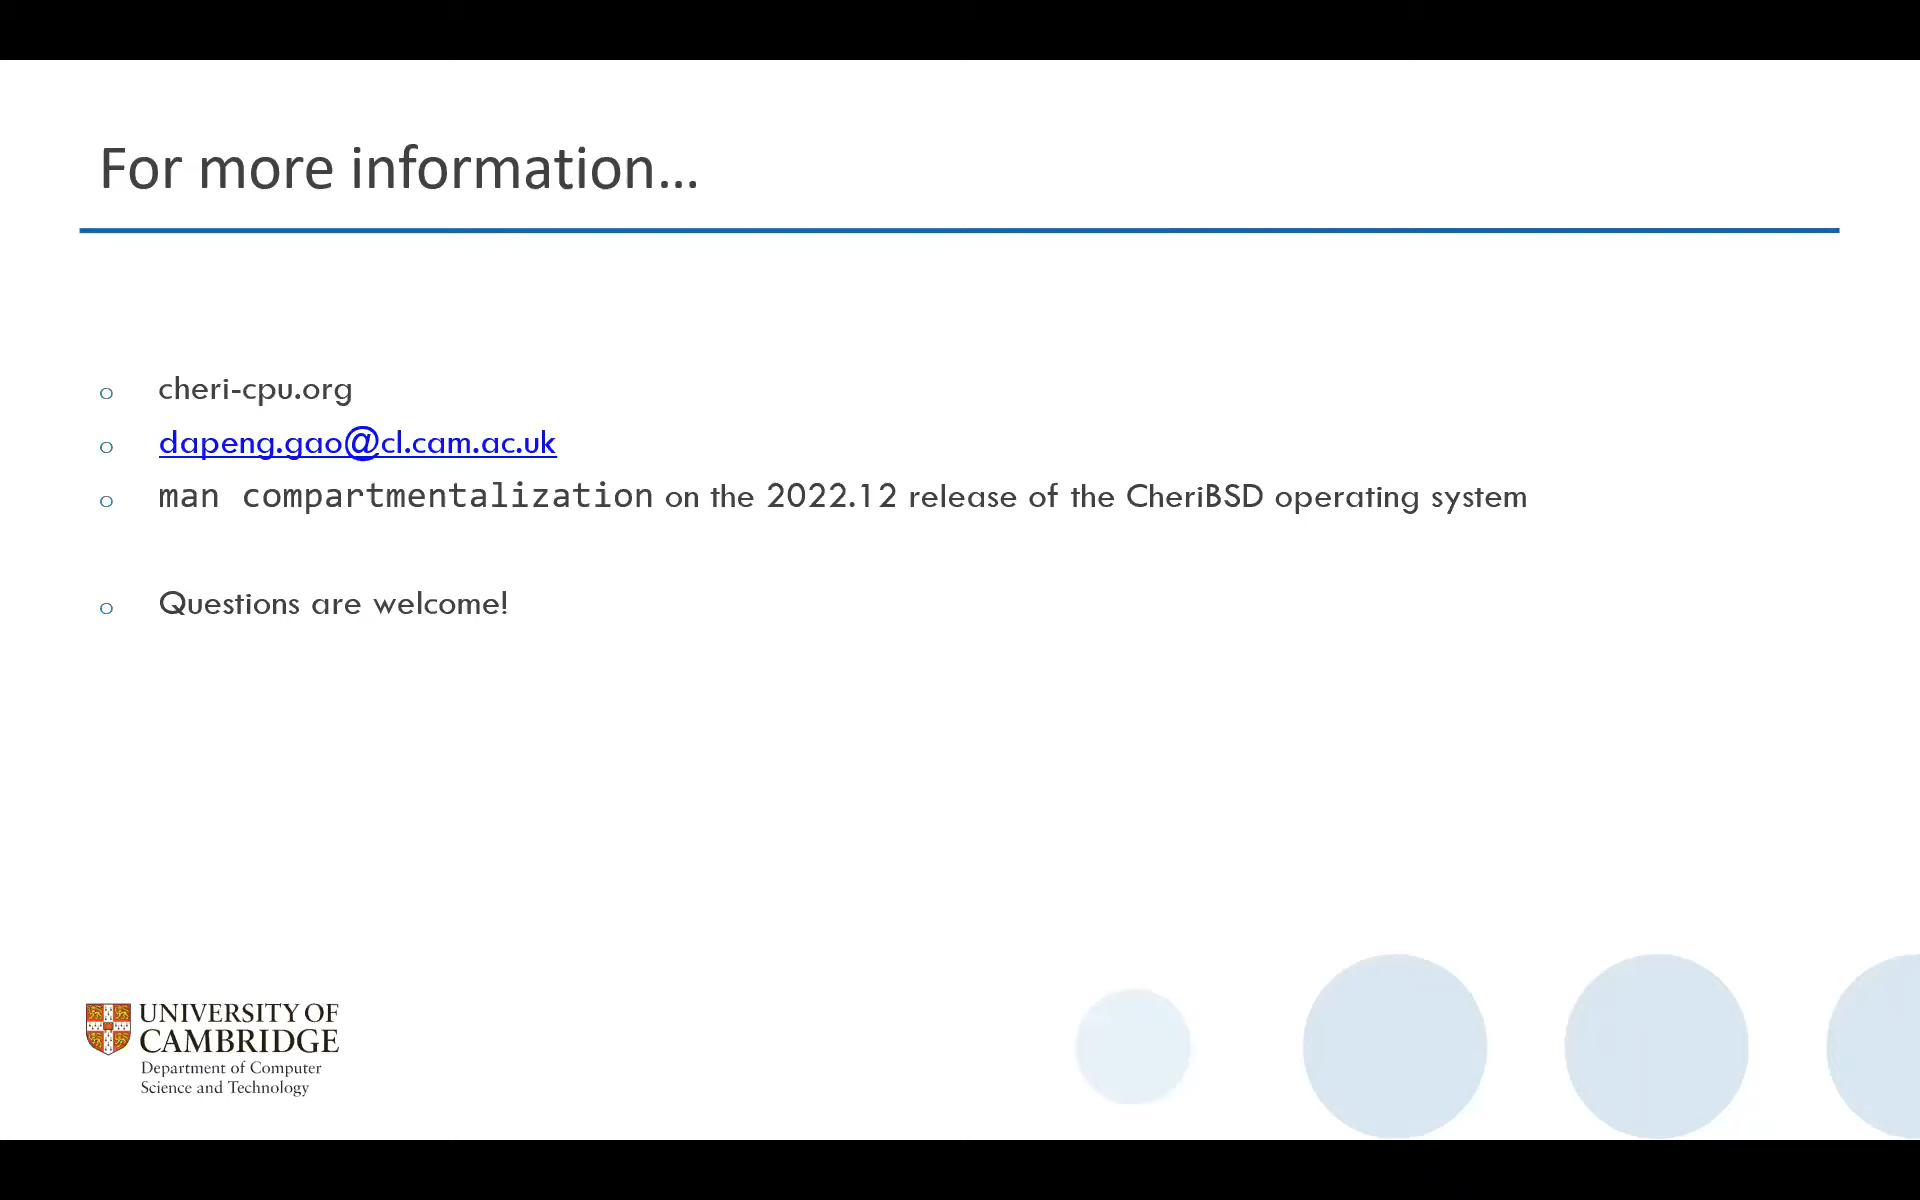 For more information...
cheri-cpu.org
dapeng.gao@cl.cam.ac.uk
man compartmentalization on the 2022.12 release of the CheriBSD operating system
Questions are welcome!
UNIVERSITY OF
CAMBRIDGE
Department of Computer
Science and Technology